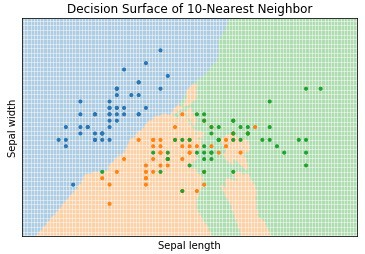 Decision Surface of 10-Nearest Neighbor
Sepal width
Sepal length